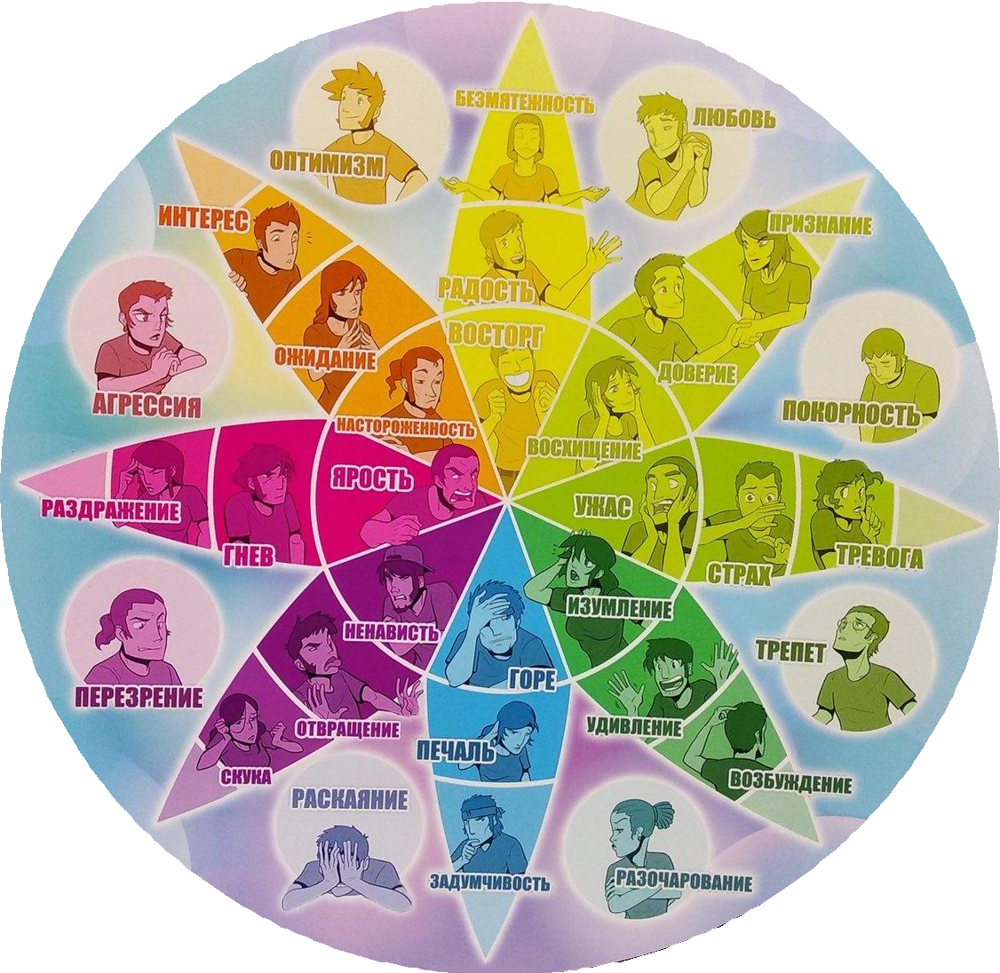 БЕЗМЯТЕЖНОСТЬ
ЛЮБОВЬ
ОПТИМИЗМ
ИНТЕРЕС
ПРИЗНАНИЕ
РАДОСТЬ
ВОСТОРГ
ОЖИДАНИЕ
ДОВЕРИЕ
АГРЕССИЯ
ПОКОРНОСТЬ
НАСТОРОЖЕННОСТЬ
ВОСХИЩЕНИЕ
ЯРОСТЬ
РАЗДРАЖЕНИЕ
УЖАС
ГНЕВ
СТРАХ
ТРЕВОГА
ИЗУМЛЕНИЕ
НЕНАВИСТЬ
ТРЕПЕТ
ГОРЕ
ПЕРЕЗРЕНИЕ
ОТВРАЩЕНИЕ
УДИВЛЕНИЕ
ПЕЧАЛЬ
СКУКА
ВОЗБУЖДЕНИЕ
РАСКАЯНИЕ
ЗАДУМЧИВОСТЬ
РАЗОЧАРОВАНИЕ